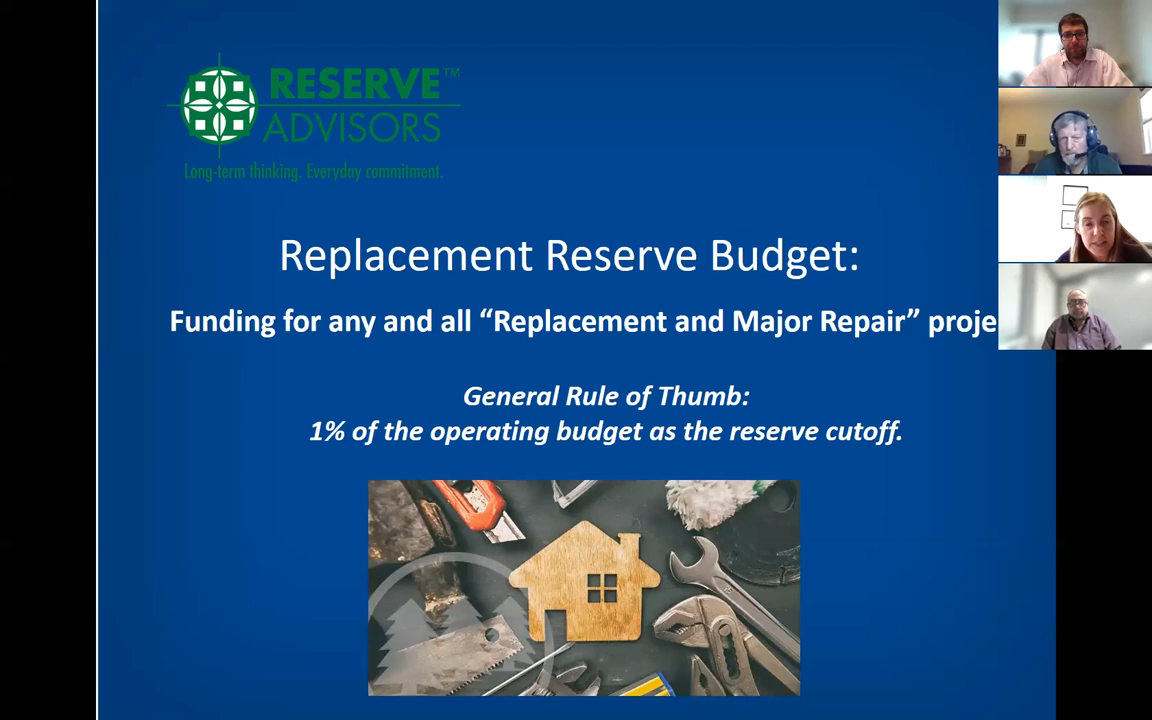 RESERVE™
ADVISORS
Long-term thinking. Everyday commitment.
Replacement Reserve Budget:
Funding for any and all “Replacement and Major Repair” proje
General Rule of Thumb:
1% of the operating budget as the reserve cutoff.